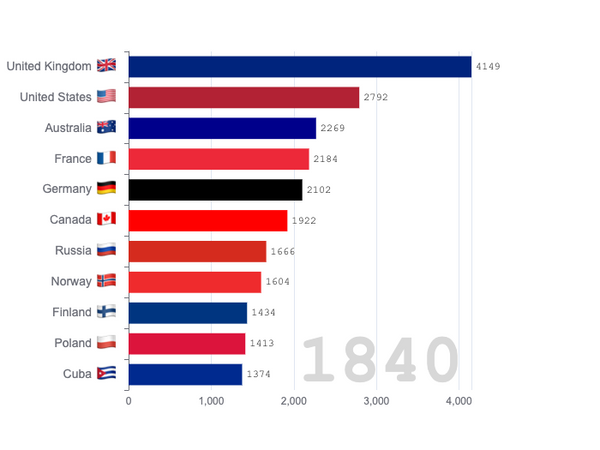 United Kingdom 4149
United States 2792
Australia 2269
France 2184
Germany 2102
Canada 1922
Russia 1666
Norway 1604
Finland 1434
Poland 1413
Cuba 1374
1840
0 1,000 2,000 3,000 4,000